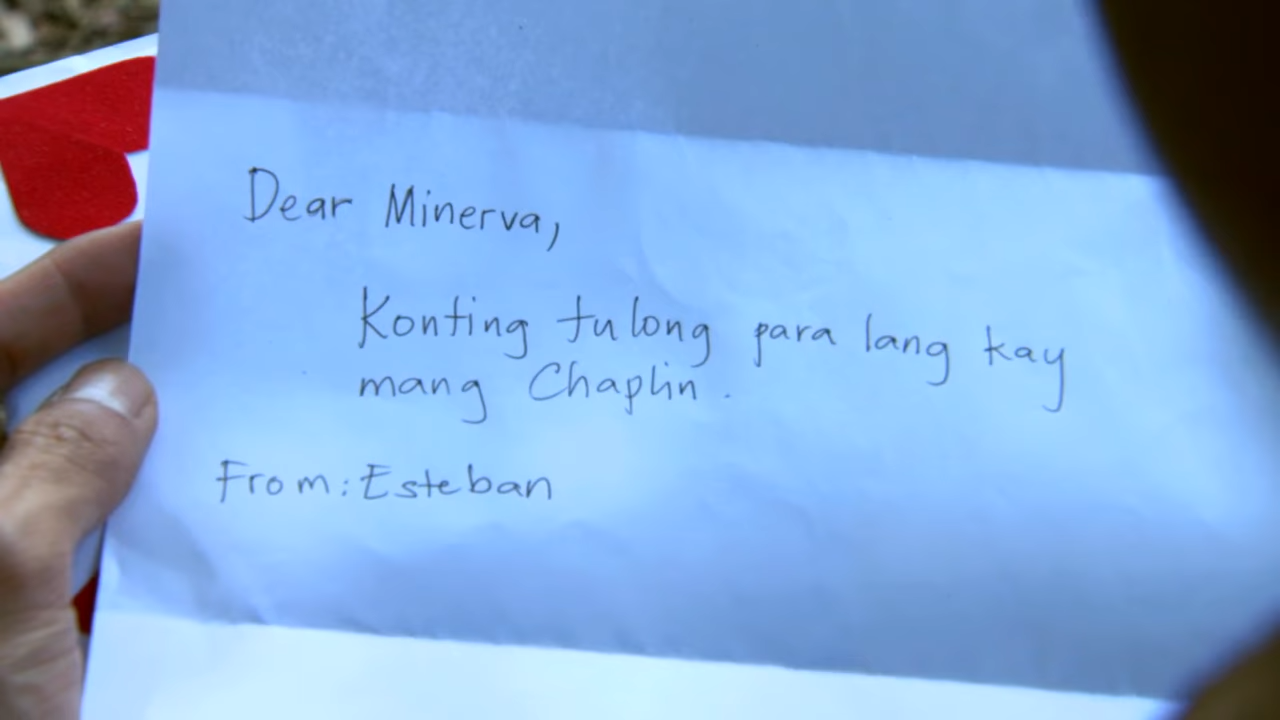 Dear Minerva,
Konting tulong para lang kay
mang Chaplin.
From: Esteban